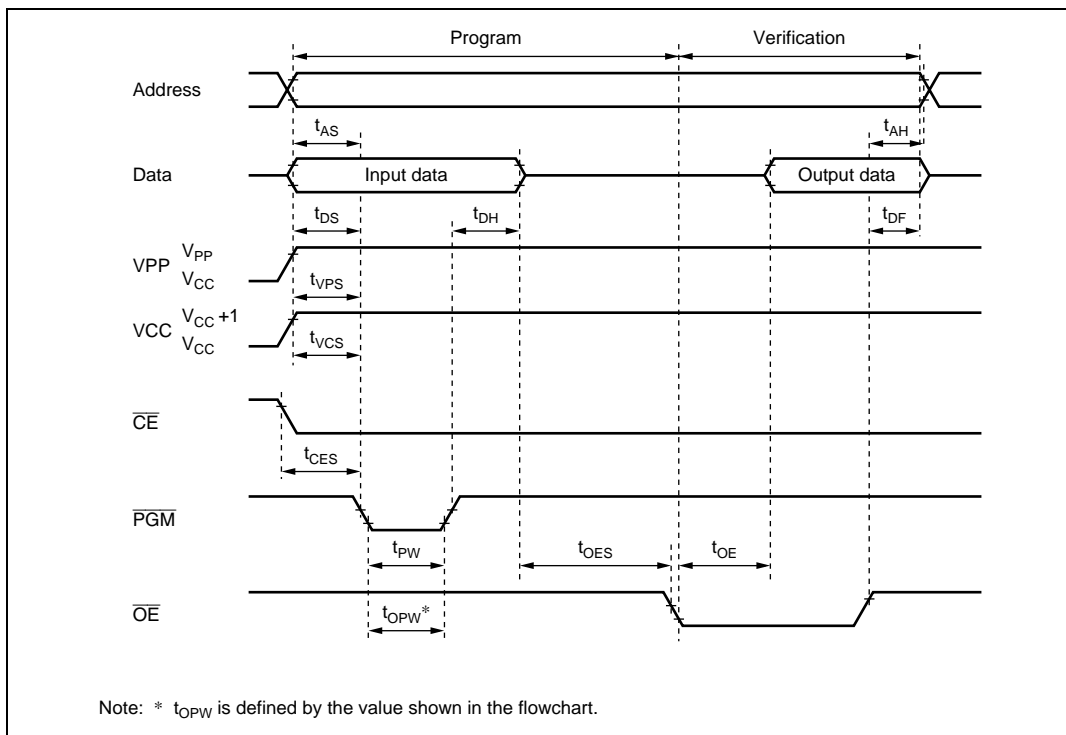 Program Verification
Address
tAS tAH
Data Input data Output data
tDS tDH tDF
VPP VPP
VCC
tVPS
VCC VCC +1
VCC
tVCS
CE
tCES
PGM
tPW tOES tOE
OE
tOPW*
Note: * tOPW is defined by the value shown in the flowchart.